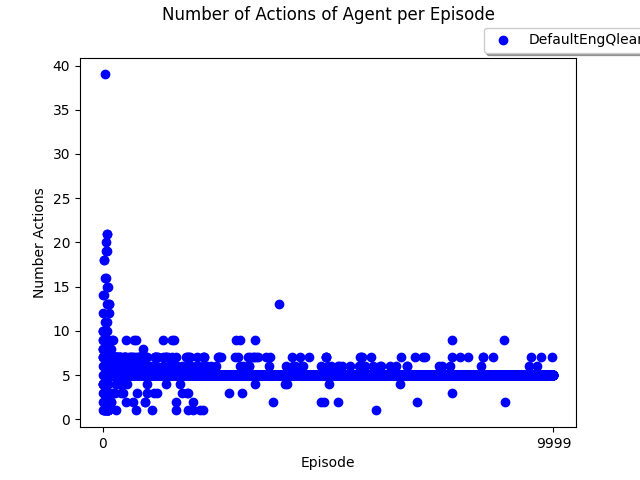 Number of Actions of Agent per Episode
DefaultEngQlear
40
35
30
25
20
15
10
5
0
Number Actions
0
9999
Episode